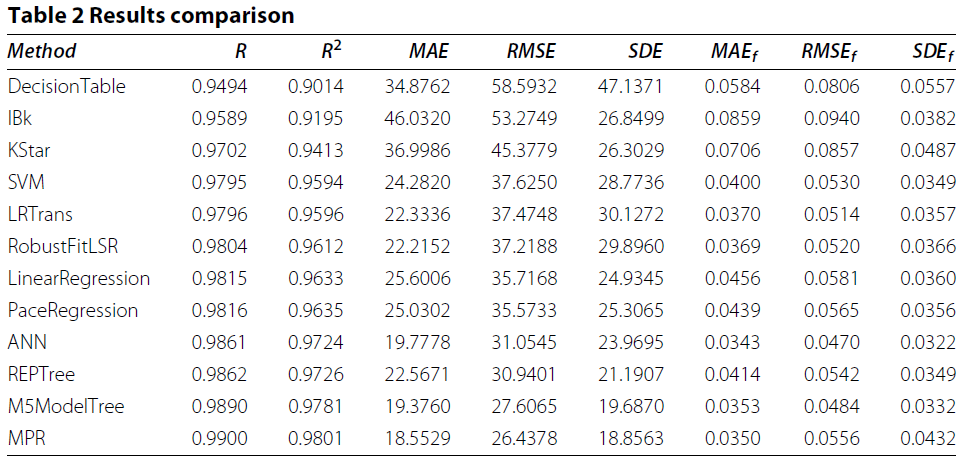 Table 2 Results comparison
Method R R² MAE RMSE SDE MAEf RMSEf SDEf
DecisionTable 0.9494 0.9014 34.8762 58.5932 47.1371 0.0584 0.0806 0.0557
IBk 0.9589 0.9195 46.0320 53.2749 26.8499 0.0859 0.0940 0.0382
KStar 0.9702 0.9413 36.9986 45.3779 26.3029 0.0706 0.0857 0.0487
SVM 0.9795 0.9594 24.2820 37.6250 28.7736 0.0400 0.0530 0.0349
LRTrans 0.9796 0.9596 22.3336 37.4748 30.1272 0.0370 0.0514 0.0357
RobustFitLSR 0.9804 0.9612 22.2152 37.2188 29.8960 0.0369 0.0520 0.0366
LinearRegression 0.9815 0.9633 25.6006 35.7168 24.9345 0.0456 0.0581 0.0360
PaceRegression 0.9816 0.9635 25.0302 35.5733 25.3065 0.0439 0.0565 0.0356
ANN 0.9861 0.9724 19.7778 31.0545 23.9695 0.0343 0.0470 0.0322
REPTree 0.9862 0.9726 22.5671 30.9401 21.1907 0.0414 0.0542 0.0349
M5ModelTree 0.9890 0.9781 19.3760 27.6065 19.6870 0.0353 0.0484 0.0332
MPR 0.9900 0.9801 18.5529 26.4378 18.8563 0.0350 0.0556 0.0432